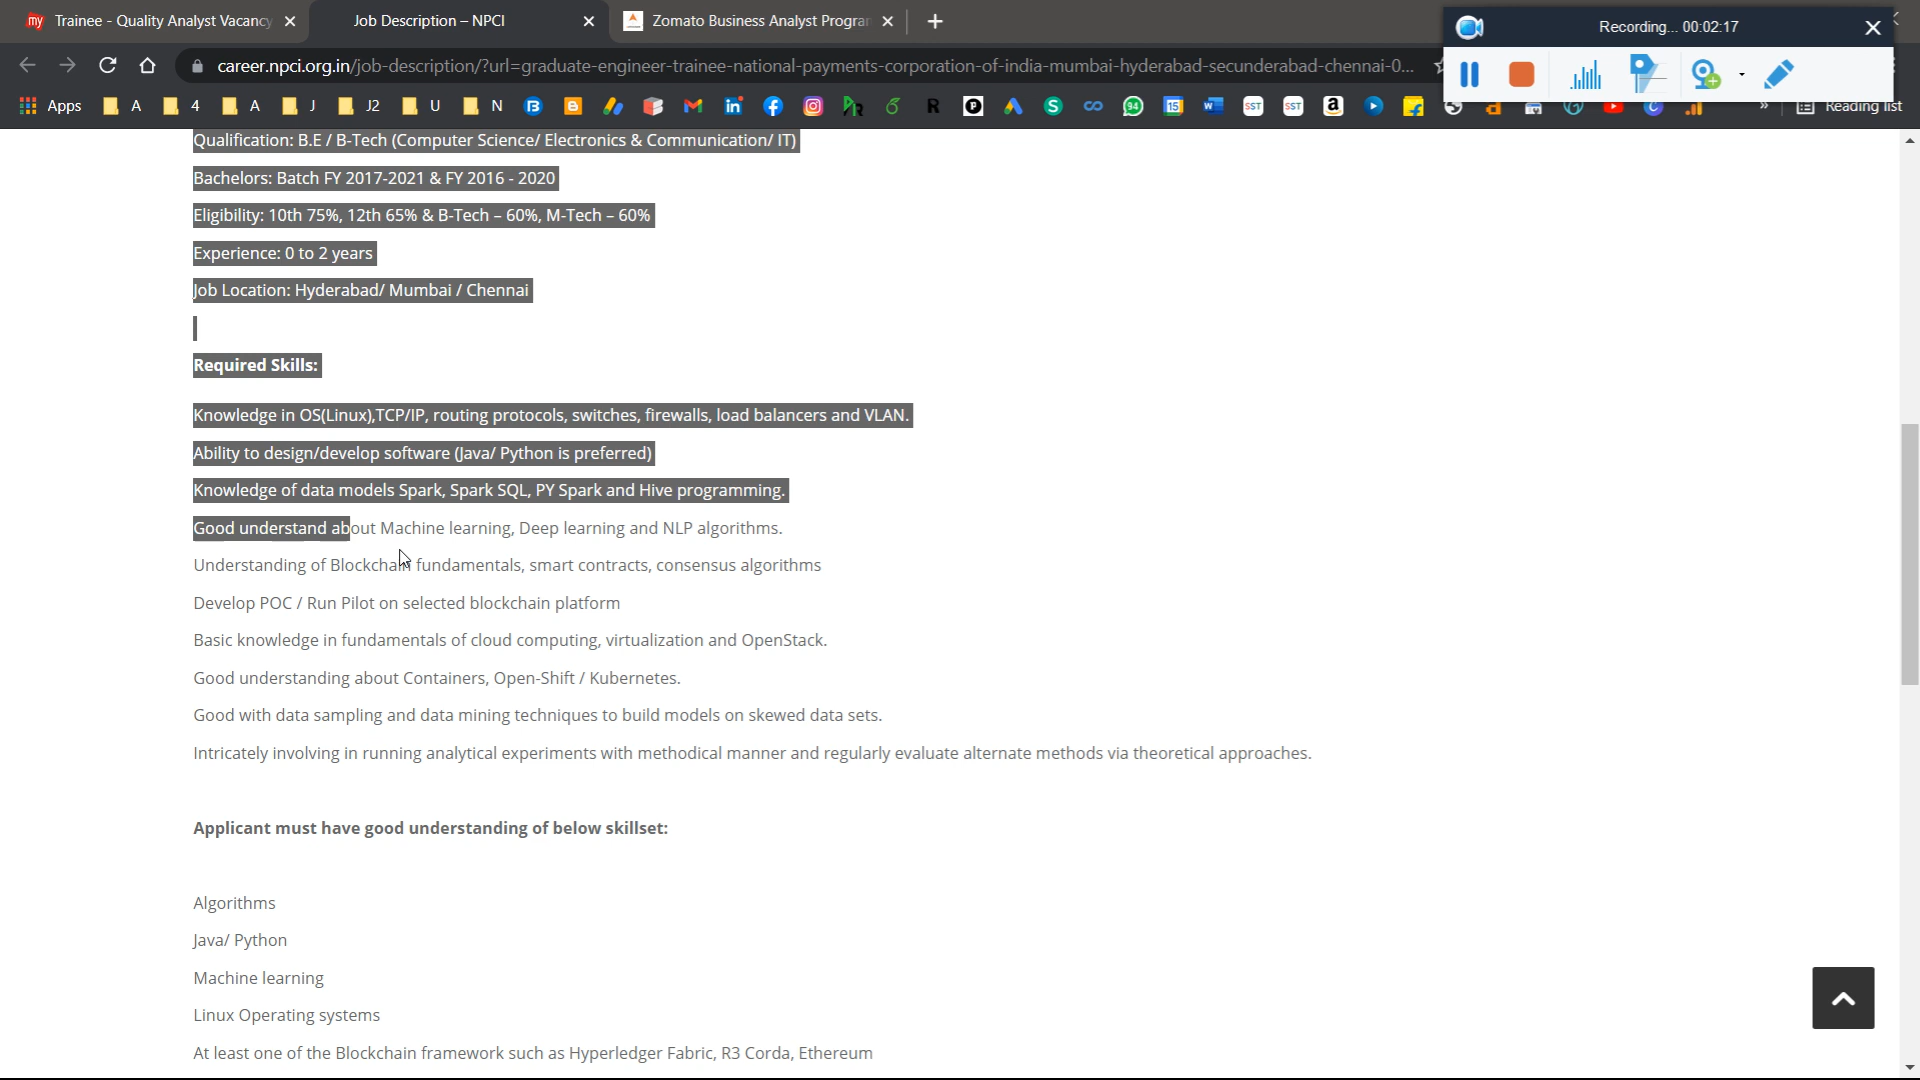 Trainee - Quality Analyst Vacancy
Job Description – NPCI
Zomato Business Analyst Progra
Recording... 00:02:17
career.npci.org.in/job-description/?url=graduate-engineer-trainee-national-payments-corporation-of-india-mumbai-hyderabad-secunderabad-chennai-0...
Apps A 4 A J J2 U N » Reading list
Qualification: B.E / B-Tech (Computer Science/ Electronics & Communication/ IT)
Bachelors: Batch FY 2017-2021 & FY 2016 - 2020
Eligibility: 10th 75%, 12th 65% & B-Tech – 60%, M-Tech – 60%
Experience: 0 to 2 years
Job Location: Hyderabad/ Mumbai / Chennai
Required Skills:
Knowledge in OS(Linux),TCP/IP, routing protocols, switches, firewalls, load balancers and VLAN.
Ability to design/develop software (Java/ Python is preferred)
Knowledge of data models Spark, Spark SQL, PY Spark and Hive programming.
Good understand about Machine learning, Deep learning and NLP algorithms.
Understanding of Blockchain fundamentals, smart contracts, consensus algorithms
Develop POC / Run Pilot on selected blockchain platform
Basic knowledge in fundamentals of cloud computing, virtualization and OpenStack.
Good understanding about Containers, Open-Shift / Kubernetes.
Good with data sampling and data mining techniques to build models on skewed data sets.
Intricately involving in running analytical experiments with methodical manner and regularly evaluate alternate methods via theoretical approaches.
Applicant must have good understanding of below skillset:
Algorithms
Java/ Python
Machine learning
Linux Operating systems
At least one of the Blockchain framework such as Hyperledger Fabric, R3 Corda, Ethereum